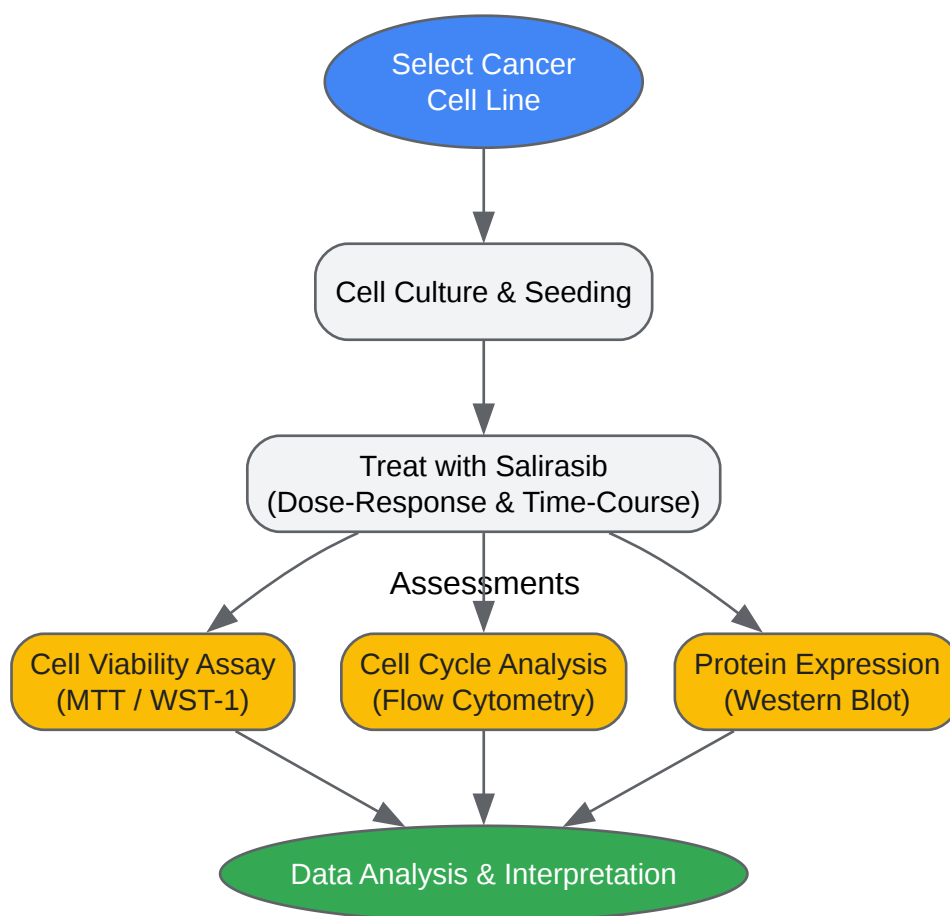 Select Cancer
Cell Line
Cell Culture & Seeding
Treat with Salirasib
(Dose-Response & Time-Course)
Assessments
Cell Viability Assay
(MTT / WST-1)
Cell Cycle Analysis
(Flow Cytometry)
Protein Expression
(Western Blot)
Data Analysis & Interpretation